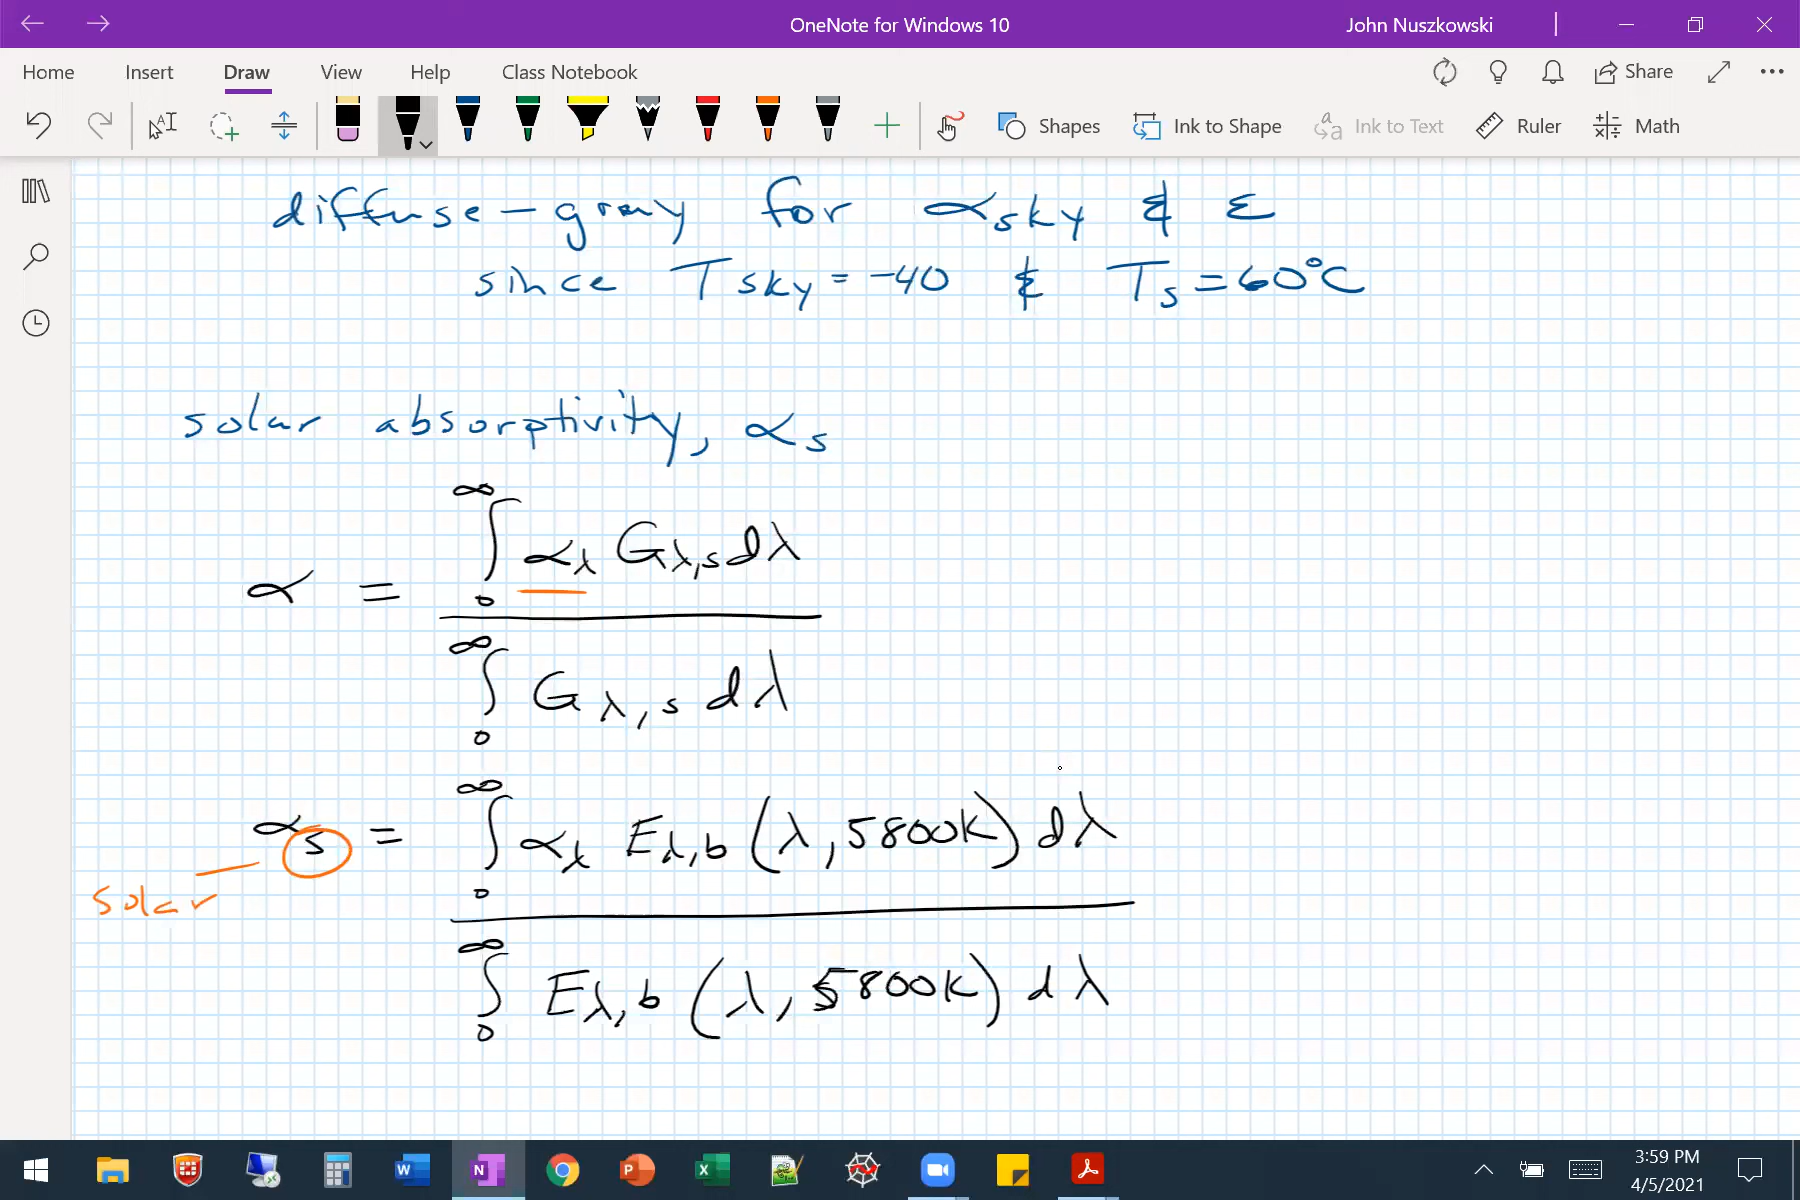 OneNote for Windows 10
John Nuszkowski
Home Insert Draw View Help Class Notebook
Share
Shapes Ink to Shape Ink to Text Ruler Math
diffuse-gray for αsky & ε
since Tsky = -40 & Ts = 60°C
solar absorptivity, αs
α = ∫₀^∞ αλ Gλ,s dλ
∫₀^∞ Gλ,s dλ
αs = ∫₀^∞ αλ Eλ,b (λ, 5800K) dλ
solar
∫₀^∞ Eλ,b (λ, 5800K) dλ
3:59 PM
4/5/2021